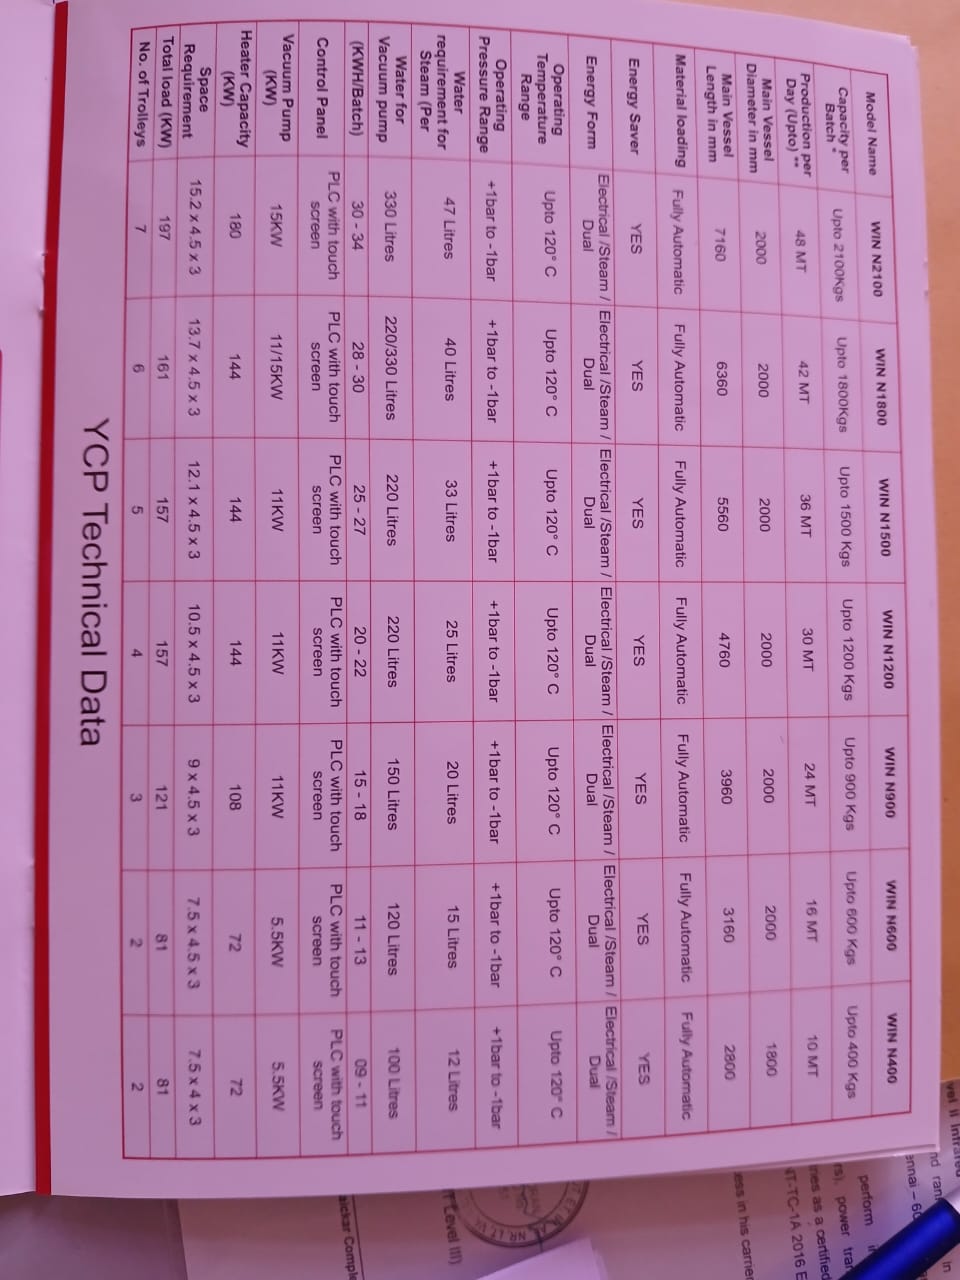 Model Name | WIN N2100 | WIN N1800 | WIN N1500 | WIN N1200 | WIN N900 | WIN N600 | WIN N400
Capacity per Batch * | Upto 2100Kgs | Upto 1800Kgs | Upto 1500 Kgs | Upto 1200 Kgs | Upto 900 Kgs | Upto 600 Kgs | Upto 400 Kgs
Production per Day (Upto) ** | 48 MT | 42 MT | 36 MT | 30 MT | 24 MT | 16 MT | 10 MT
Main Vessel Diameter in mm | 2000 | 2000 | 2000 | 2000 | 2000 | 2000 | 1800
Main Vessel Length in mm | 7160 | 6360 | 5560 | 4760 | 3960 | 3160 | 2800
Material loading | Fully Automatic | Fully Automatic | Fully Automatic | Fully Automatic | Fully Automatic | Fully Automatic | Fully Automatic
Energy Saver | YES | YES | YES | YES | YES | YES | YES
Energy Form | Electrical /Steam / Dual | Electrical /Steam / Dual | Electrical /Steam / Dual | Electrical /Steam / Dual | Electrical /Steam / Dual | Electrical /Steam / Dual | Electrical /Steam / Dual
Operating Temperature Range | Upto 120° C | Upto 120° C | Upto 120° C | Upto 120° C | Upto 120° C | Upto 120° C | Upto 120° C
Operating Pressure Range | +1bar to -1bar | +1bar to -1bar | +1bar to -1bar | +1bar to -1bar | +1bar to -1bar | +1bar to -1bar | +1bar to -1bar
Water requirement for Steam (Per | 47 Litres | 40 Litres | 33 Litres | 25 Litres | 20 Litres | 15 Litres | 12 Litres
Water for Vacuum pump | 330 Litres | 220/330 Litres | 220 Litres | 220 Litres | 150 Litres | 120 Litres | 100 Litres
(KWH/Batch) | 30 - 34 | 28 - 30 | 25 - 27 | 20 - 22 | 15 - 18 | 11 - 13 | 09 - 11
Control Panel | PLC with touch screen | PLC with touch screen | PLC with touch screen | PLC with touch screen | PLC with touch screen | PLC with touch screen | PLC with touch screen
Vacuum Pump (KW) | 15KW | 11/15KW | 11KW | 11KW | 11KW | 5.5KW | 5.5KW
Heater Capacity (KW) | 180 | 144 | 144 | 144 | 108 | 72 | 72
Space Requirement | 15.2 x 4.5 x 3 | 13.7 x 4.5 x 3 | 12.1 x 4.5 x 3 | 10.5 x 4.5 x 3 | 9 x 4.5 x 3 | 7.5 x 4.5 x 3 | 7.5 x 4 x 3
Total load (KW) | 197 | 161 | 157 | 157 | 121 | 81 | 81
No. of Trolleys | 7 | 6 | 5 | 4 | 3 | 2 | 2
YCP Technical Data
perform
power
as a certified
NT-TC-1A 2016 E
in his
Level III)